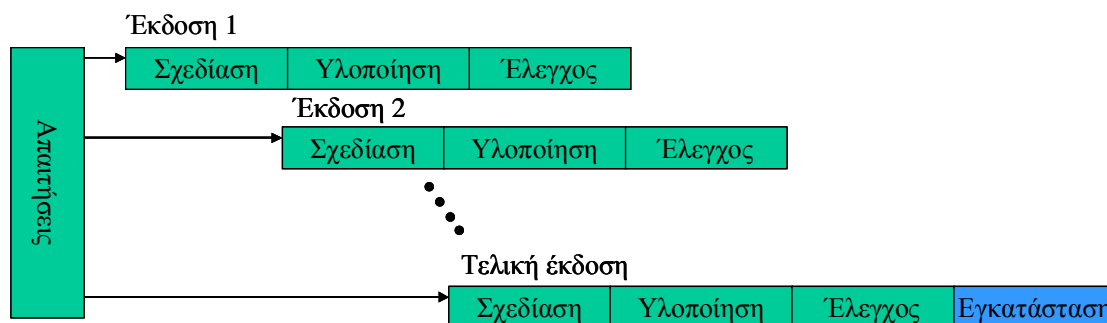 Έκδοση 1
Απαιτήσεις
Σχεδίαση Υλοποίηση Έλεγχος
Έκδοση 2
Σχεδίαση Υλοποίηση Έλεγχος
Τελική έκδοση
Σχεδίαση Υλοποίηση Έλεγχος Εγκατάσταση